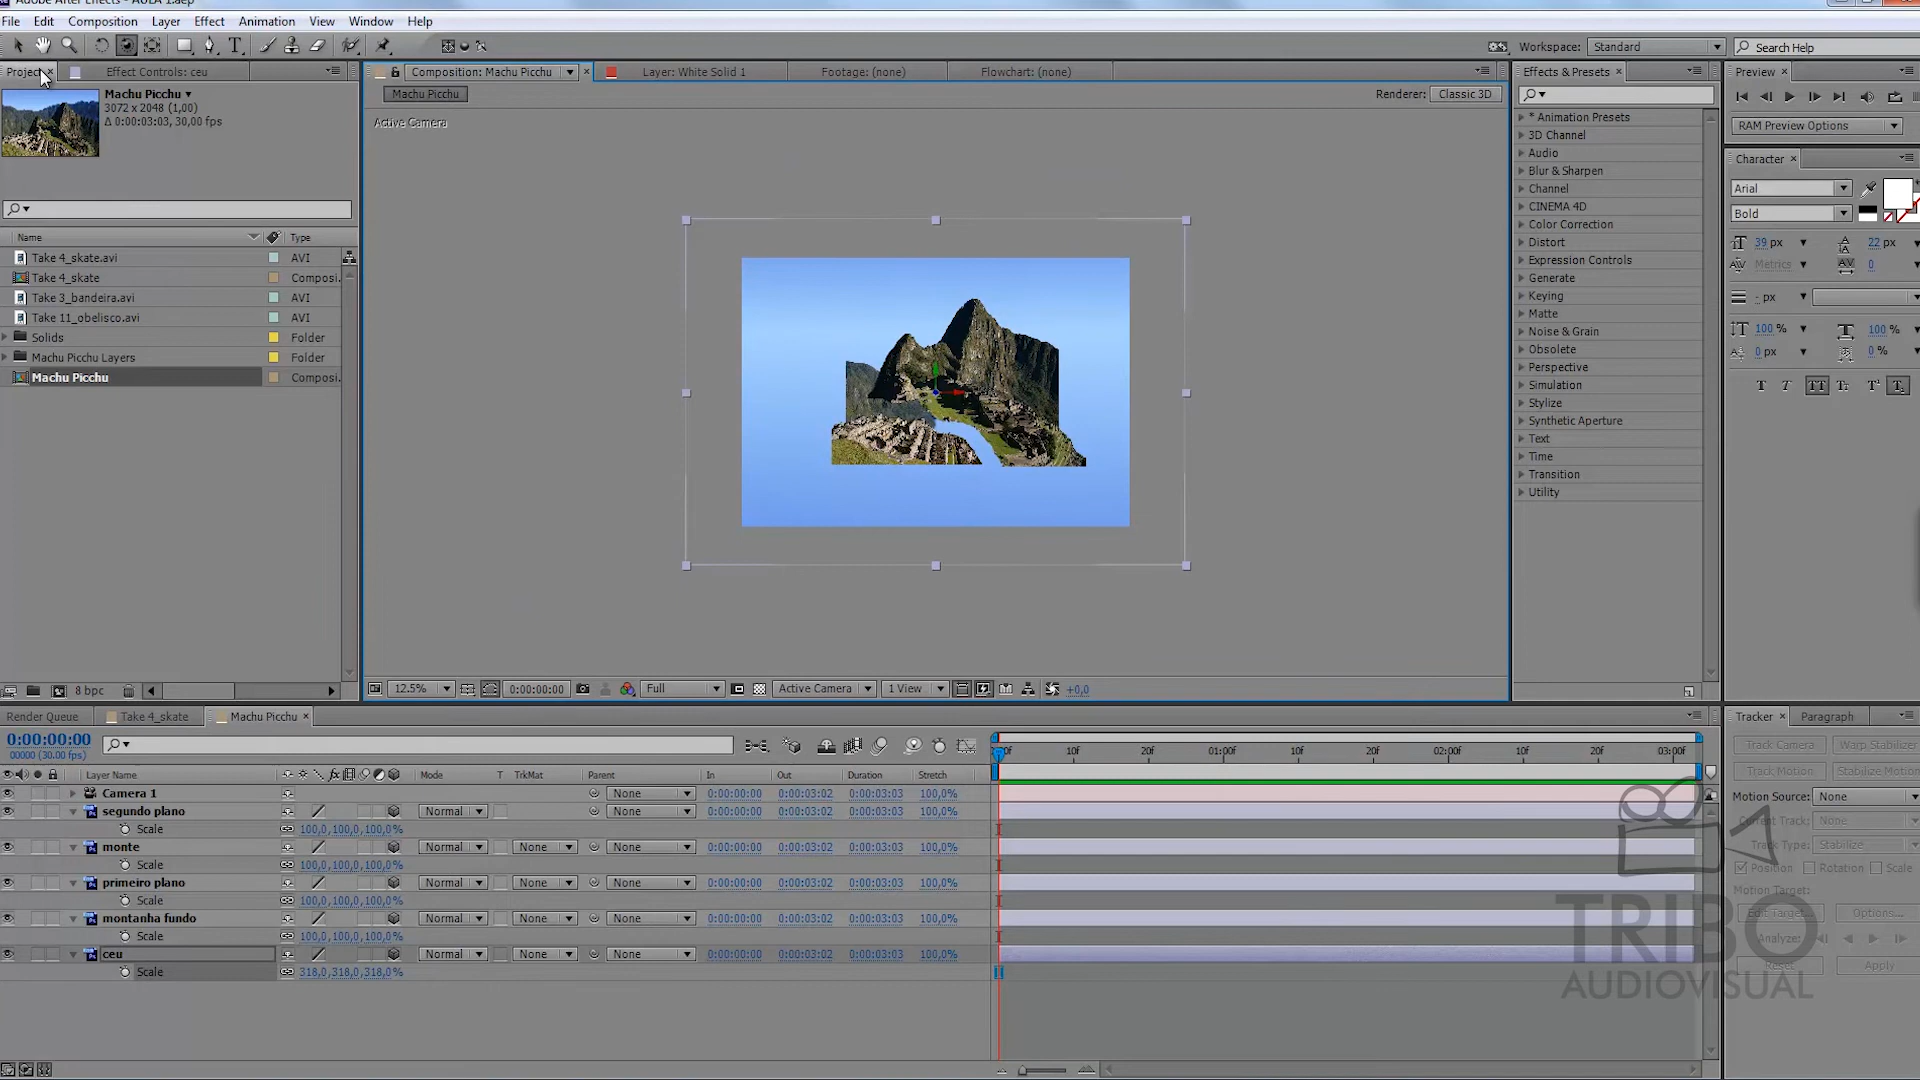 Adobe After Effects - AULA 1.aep
File Edit Composition Layer Effect Animation View Window Help
Workspace: Standard Search Help
Project Effect Controls: ceu
Composition: Machu Picchu Layer: White Solid 1 Footage: (none) Flowchart: (none)
Effects & Presets Preview
Machu Picchu
3072 x 2048 (1,00)
Δ 0:00:03:03, 30,00 fps
Machu Picchu Renderer: Classic 3D
Active Camera
RAM Preview Options
Character
Arial
Bold
39 px 22 px
Metrics 0
- px
100 % 100 %
0 px 0 %
T T TT Tr T¹ T₁
* Animation Presets
3D Channel
Audio
Blur & Sharpen
Channel
CINEMA 4D
Color Correction
Distort
Expression Controls
Generate
Keying
Matte
Noise & Grain
Obsolete
Perspective
Simulation
Stylize
Synthetic Aperture
Text
Time
Transition
Utility
Name Type
Take 4_skate.avi AVI
Take 4_skate Composi.
Take 3_bandeira.avi AVI
Take 11_obelisco.avi AVI
Solids Folder
Machu Picchu Layers Folder
Machu Picchu Composi.
8 bpc
12.5% 0:00:00:00 Full Active Camera 1 View +0,0
Render Queue Take 4_skate Machu Picchu
0:00:00:00
00000 (30.00 fps)
10f 20f 01:00f 10f 20f 02:00f 10f 20f 03:00f
Layer Name Mode T TrkMat Parent In Out Duration Stretch
Camera 1 None 0:00:00:00 0:00:03:02 0:00:03:03 100,0%
segundo plano Normal None 0:00:00:00 0:00:03:02 0:00:03:03 100,0%
Scale 100,0,100,0,100,0%
monte Normal None None 0:00:00:00 0:00:03:02 0:00:03:03 100,0%
Scale 100,0,100,0,100,0%
primeiro plano Normal None None 0:00:00:00 0:00:03:02 0:00:03:03 100,0%
Scale 100,0,100,0,100,0%
montanha fundo Normal None None 0:00:00:00 0:00:03:02 0:00:03:03 100,0%
Scale 100,0,100,0,100,0%
ceu Normal None None 0:00:00:00 0:00:03:02 0:00:03:03 100,0%
Scale 318,0,318,0,318,0%
Tracker Paragraph
Track Camera Warp Stabilizer
Track Motion Stabilize Motion
Motion Source: None
Current Track: None
Track Type: Stabilize
Position Rotation Scale
Motion Target:
Edit Target... Options...
Analyze:
Reset Apply
TRIBO
AUDIOVISUAL